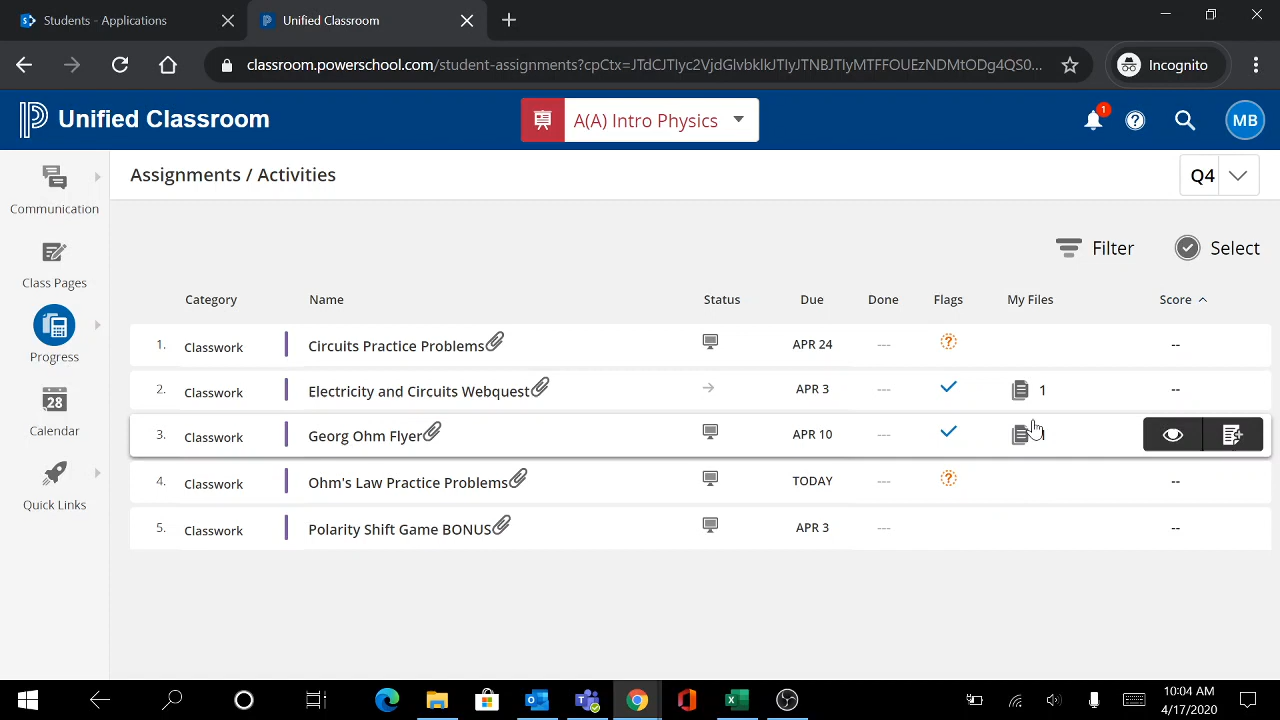 Students - Applications
Unified Classroom
classroom.powerschool.com/student-assignments?cpCtx=JTdCJTIyc2VjdGlvbklkJTIyJTNBJTIyMTFFOUEzNDMtODg4QS0...
Incognito
Unified Classroom
A(A) Intro Physics
1
MB
Communication
Class Pages
Progress
28
Calendar
Quick Links
Assignments / Activities
Q4
Filter
Select
Category Name Status Due Done Flags My Files Score
1. Classwork Circuits Practice Problems APR 24 --- ? --
2. Classwork Electricity and Circuits Webquest APR 3 --- 1 --
3. Classwork Georg Ohm Flyer APR 10 ---
4. Classwork Ohm's Law Practice Problems TODAY --- ? --
5. Classwork Polarity Shift Game BONUS APR 3 --- --
10:04 AM
4/17/2020